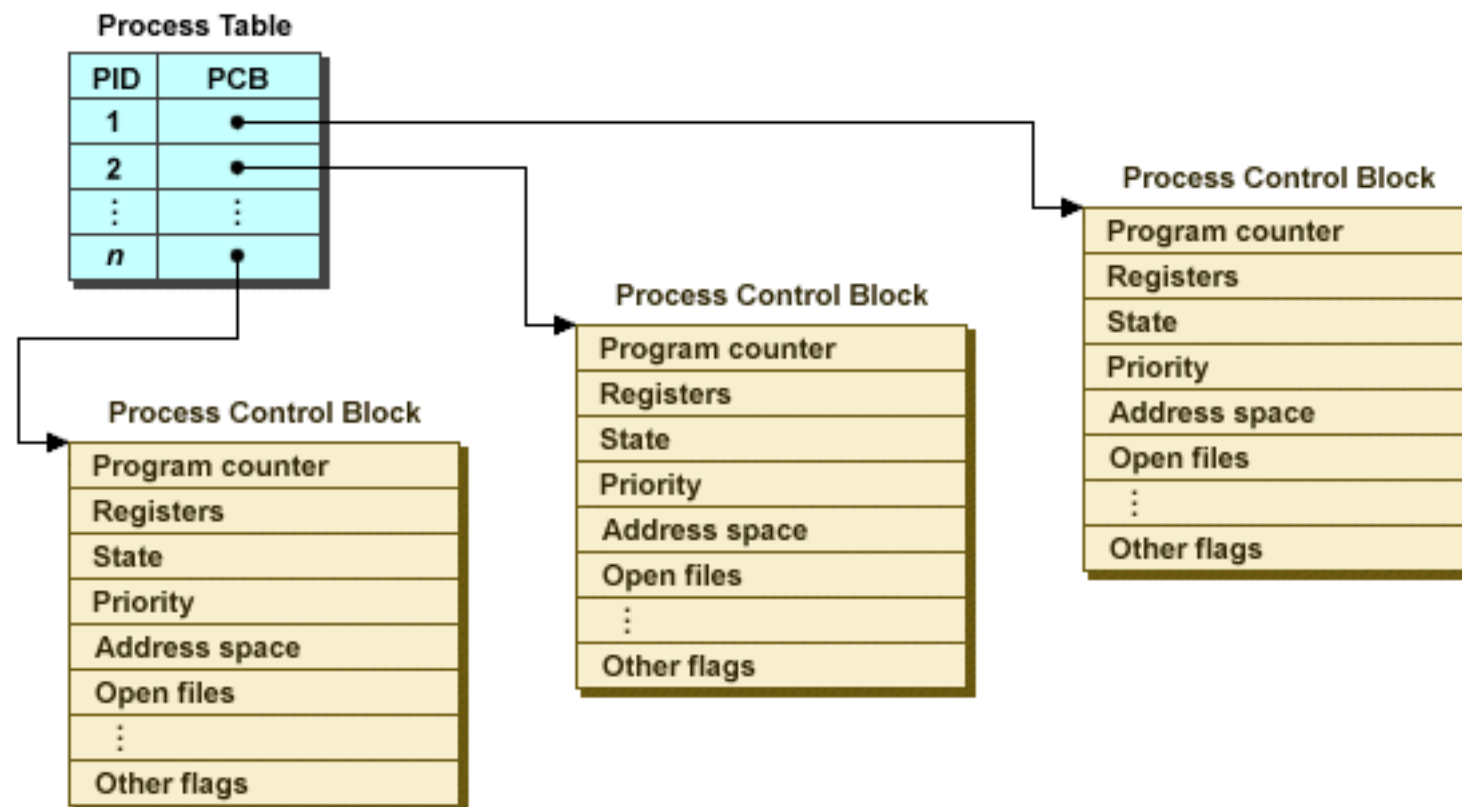 Process Table
PID PCB
1
2
⋮ ⋮
n
Process Control Block
Program counter
Registers
State
Priority
Address space
Open files
⋮
Other flags
Process Control Block
Program counter
Registers
State
Priority
Address space
Open files
⋮
Other flags
Process Control Block
Program counter
Registers
State
Priority
Address space
Open files
⋮
Other flags